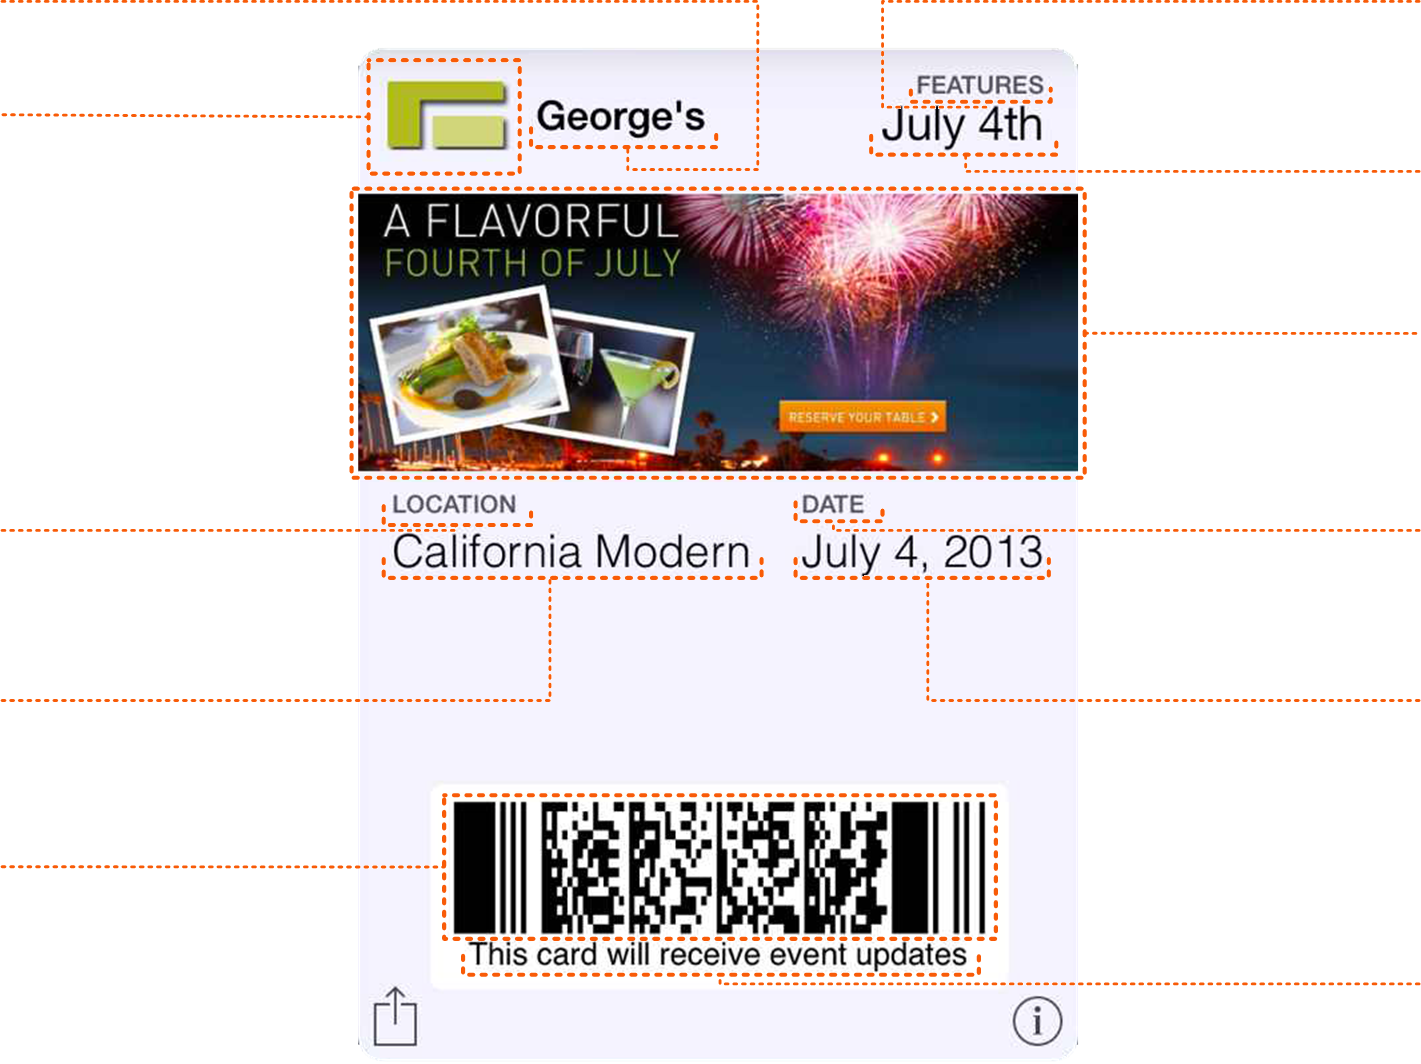 George's
FEATURES
July 4th
A FLAVORFUL
FOURTH OF JULY
RESERVE YOUR TABLE
LOCATION
California Modern
DATE
July 4, 2013
This card will receive event updates
i